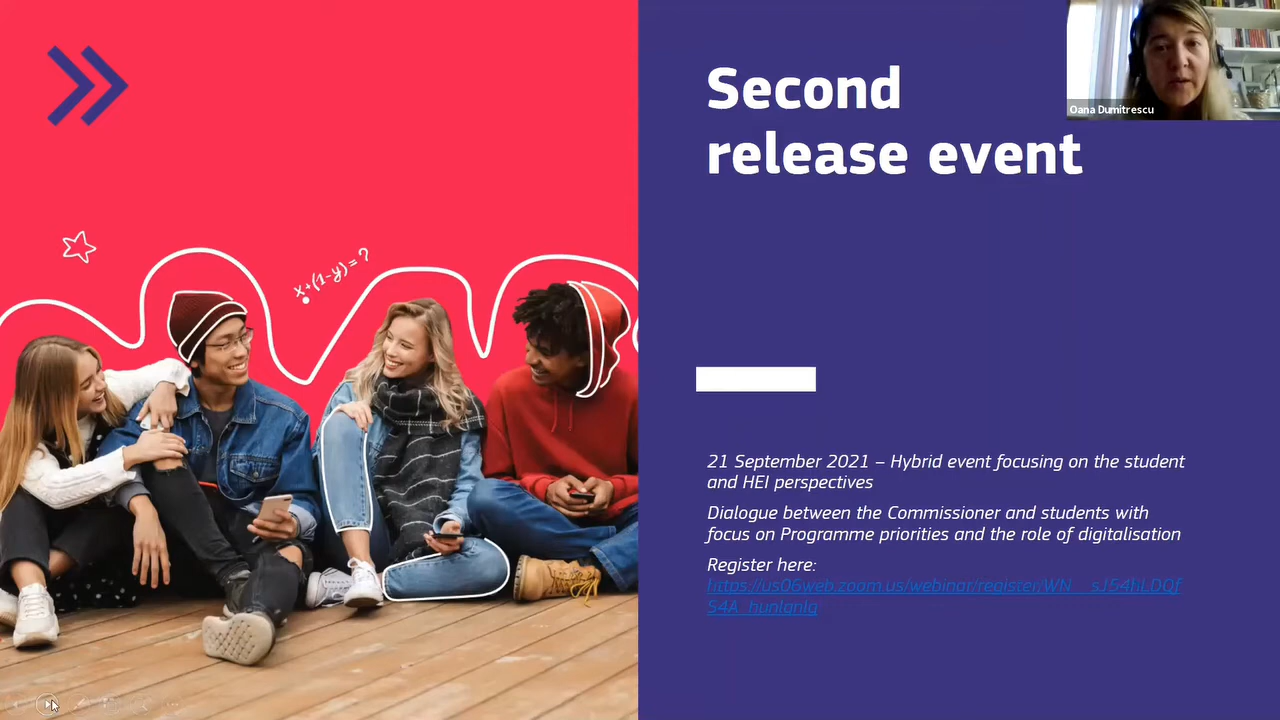 Second
release event
Oana Dumitrescu
x+(1-y)=?
21 September 2021 – Hybrid event focusing on the student
and HEI perspectives
Dialogue between the Commissioner and students with
focus on Programme priorities and the role of digitalisation
Register here: